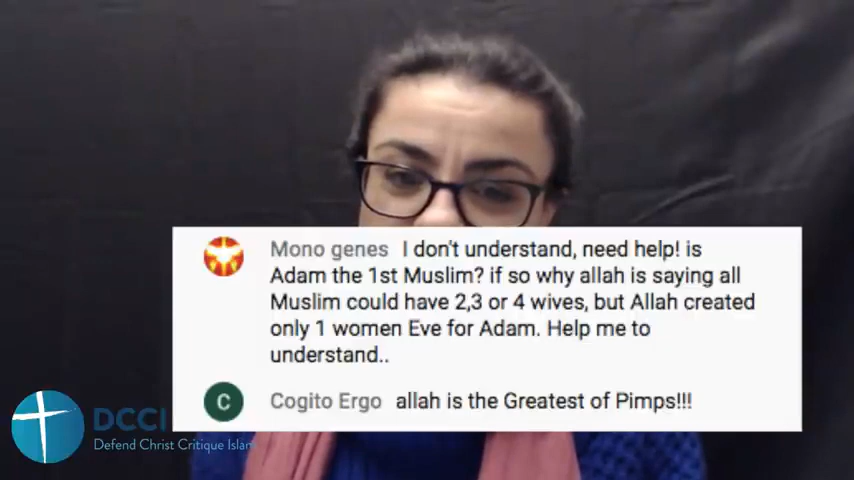 Mono genes I don't understand, need help! is
Adam the 1st Muslim? if so why allah is saying all
Muslim could have 2,3 or 4 wives, but Allah created
only 1 women Eve for Adam. Help me to
understand..
C Cogito Ergo allah is the Greatest of Pimps!!!
DCCI
Defend Christ Critique Islam